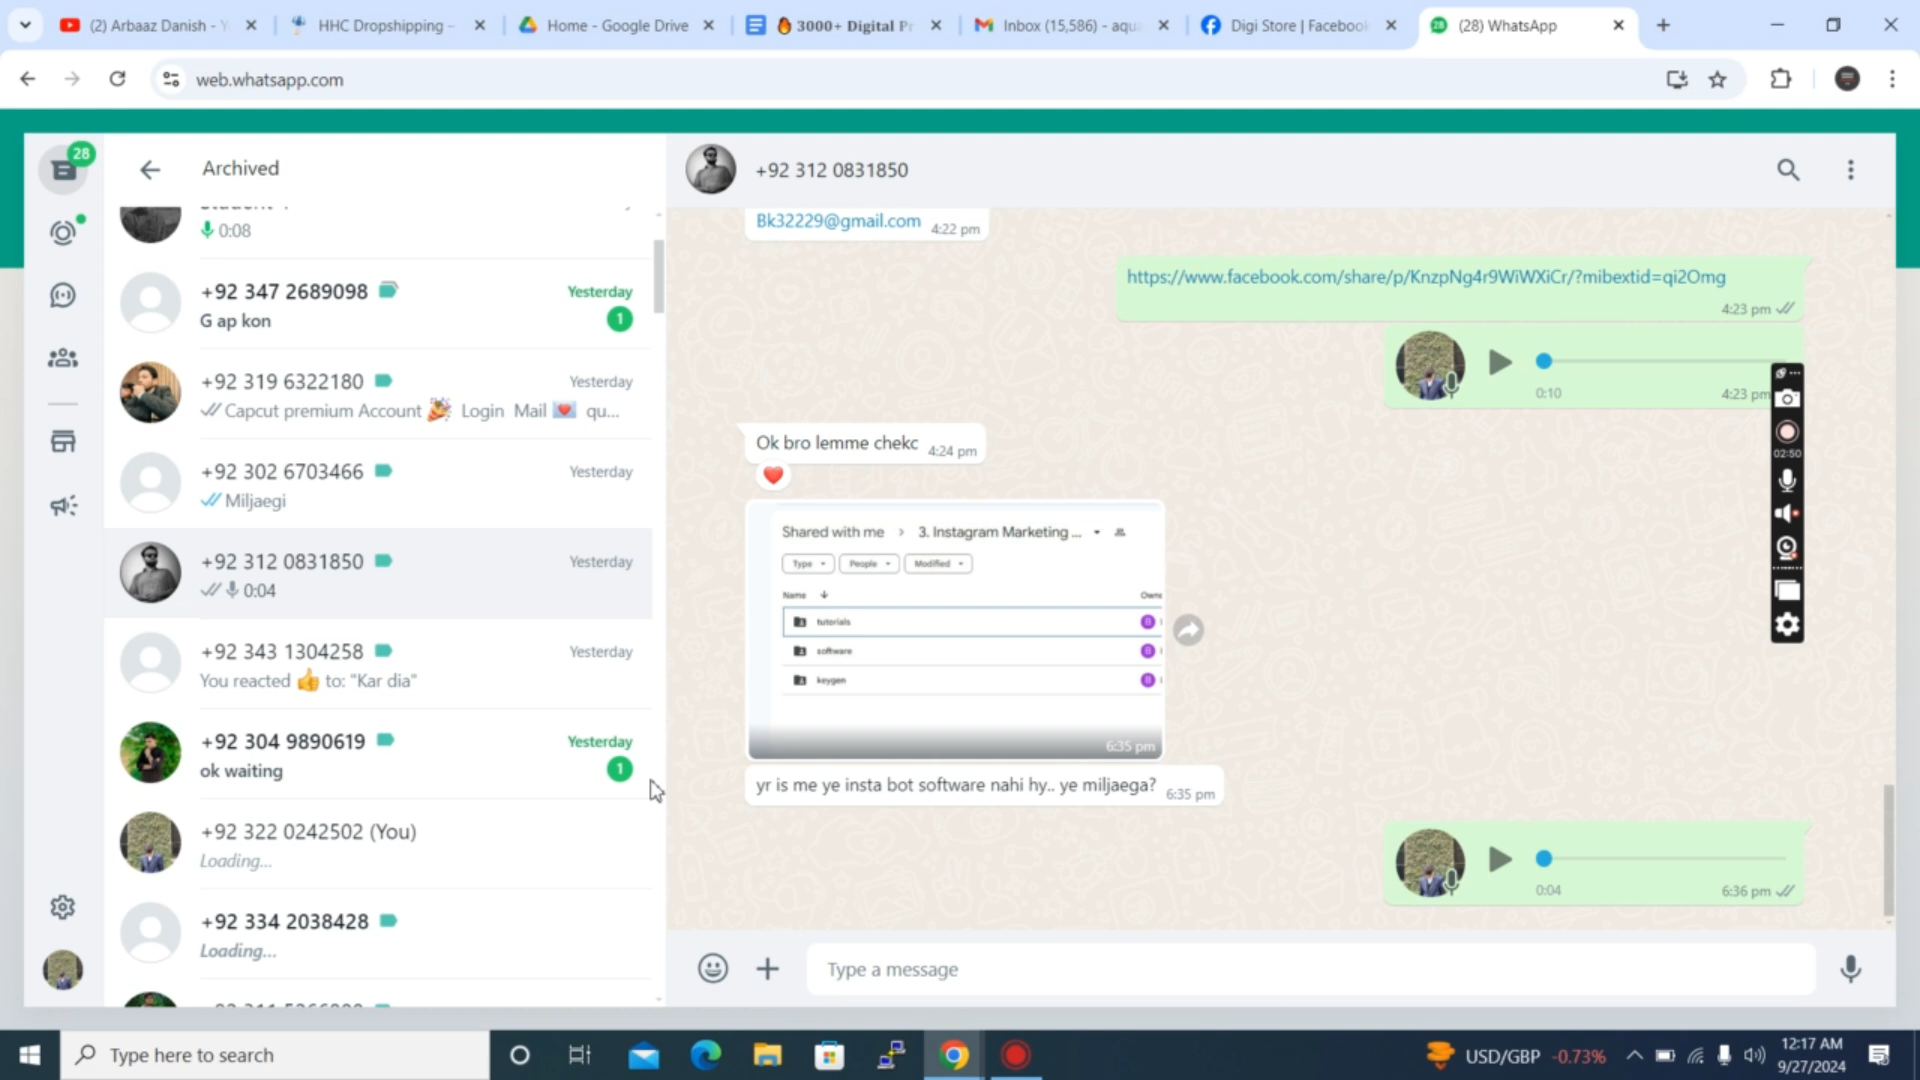 (2) Arbaaz Danish - Y
HHC Dropshipping -
Home - Google Drive
🔥 3000+ Digital Pr
Inbox (15,586) - aqua
Digi Store | Facebook
(28) WhatsApp
web.whatsapp.com
28
Archived
0:08
+92 347 2689098
Yesterday
G ap kon
1
+92 319 6322180
Yesterday
Capcut premium Account 🎉 Login Mail 💌 qu...
+92 302 6703466
Yesterday
Miljaegi
+92 312 0831850
Yesterday
0:04
+92 343 1304258
Yesterday
You reacted 👍 to: "Kar dia"
+92 304 9890619
Yesterday
ok waiting
1
+92 322 0242502 (You)
Loading...
+92 334 2038428
Loading...
+92 312 0831850
Bk32229@gmail.com
4:22 pm
https://www.facebook.com/share/p/KnzpNg4r9WiWXiCr/?mibextid=qi2Omg
4:23 pm
0:10
4:23 pm
Ok bro lemme chekc
4:24 pm
❤️
Shared with me > 3. Instagram Marketing ...
Type People Modified
Name Owne
tutorials
software
keygen
6:35 pm
yr is me ye insta bot software nahi hy.. ye miljaega?
6:35 pm
0:04
6:36 pm
Type a message
02:50
Type here to search
USD/GBP -0.73%
12:17 AM
9/27/2024